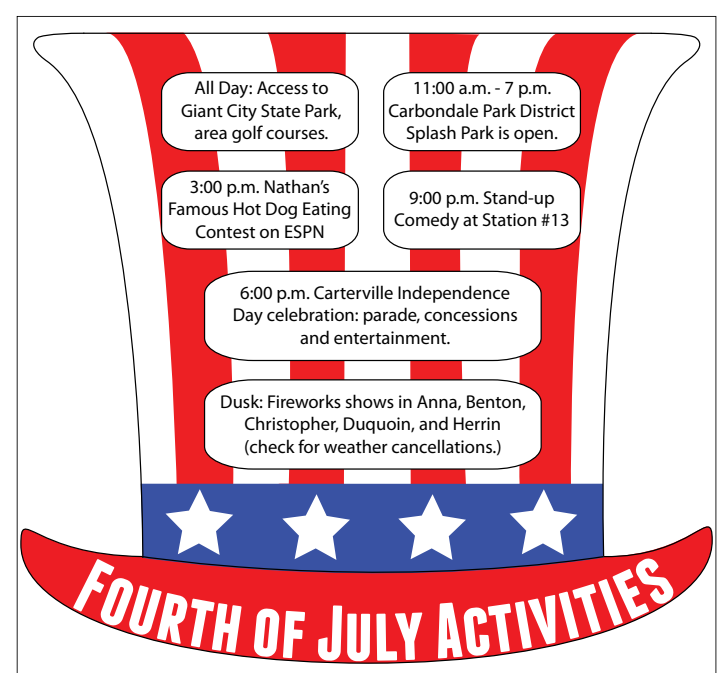 All Day: Access to
Giant City State Park,
area golf courses.
11:00 a.m. - 7 p.m.
Carbondale Park District
Splash Park is open.
3:00 p.m. Nathan's
Famous Hot Dog Eating
Contest on ESPN
9:00 p.m. Stand-up
Comedy at Station #13
6:00 p.m. Carterville Independence
Day celebration: parade, concessions
and entertainment.
Dusk: Fireworks shows in Anna, Benton,
Christopher, Duquoin, and Herrin
(check for weather cancellations.)
FOURTH OF JULY ACTIVITIES